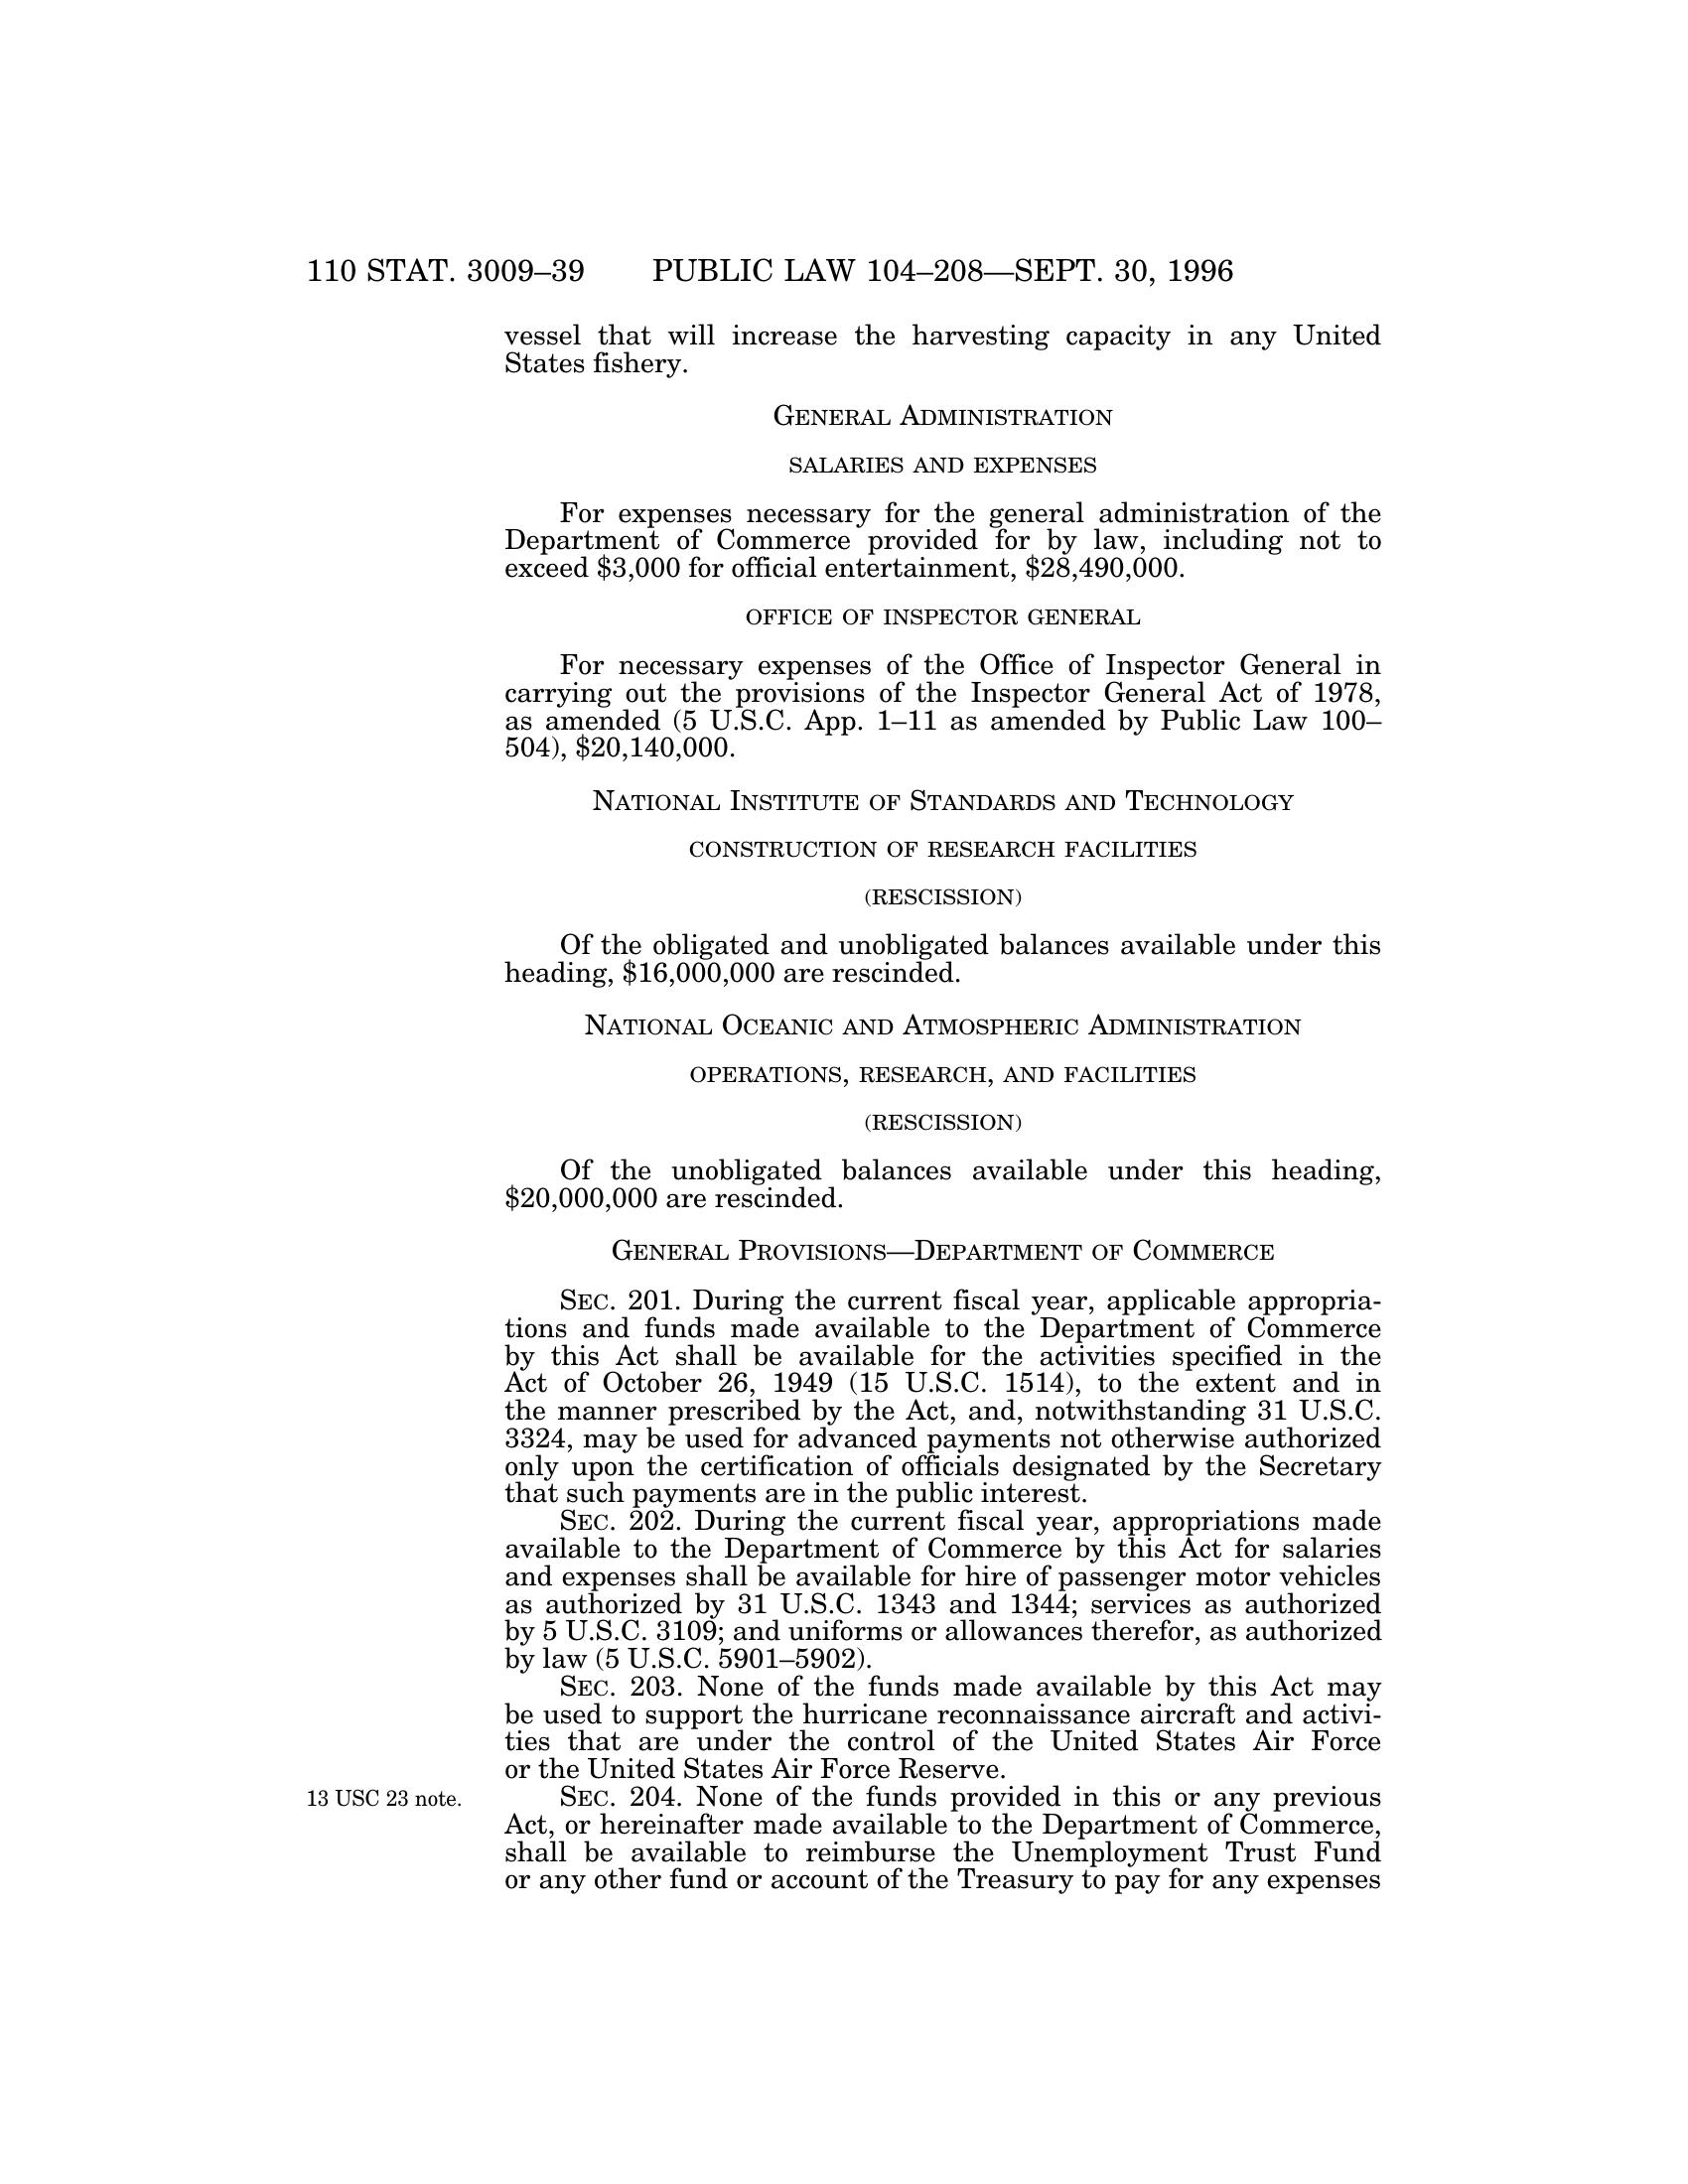 110 STAT. 3009–39 PUBLIC LAW 104–208—SEPT. 30, 1996
vessel that will increase the harvesting capacity in any United
States fishery.
GENERAL ADMINISTRATION
SALARIES AND EXPENSES
For expenses necessary for the general administration of the
Department of Commerce provided for by law, including not to
exceed $3,000 for official entertainment, $28,490,000.
OFFICE OF INSPECTOR GENERAL
For necessary expenses of the Office of Inspector General in
carrying out the provisions of the Inspector General Act of 1978,
as amended (5 U.S.C. App. 1–11 as amended by Public Law 100–
504), $20,140,000.
NATIONAL INSTITUTE OF STANDARDS AND TECHNOLOGY
CONSTRUCTION OF RESEARCH FACILITIES
(RESCISSION)
Of the obligated and unobligated balances available under this
heading, $16,000,000 are rescinded.
NATIONAL OCEANIC AND ATMOSPHERIC ADMINISTRATION
OPERATIONS, RESEARCH, AND FACILITIES
(RESCISSION)
Of the unobligated balances available under this heading,
$20,000,000 are rescinded.
GENERAL PROVISIONS—DEPARTMENT OF COMMERCE
SEC. 201. During the current fiscal year, applicable appropria-
tions and funds made available to the Department of Commerce
by this Act shall be available for the activities specified in the
Act of October 26, 1949 (15 U.S.C. 1514), to the extent and in
the manner prescribed by the Act, and, notwithstanding 31 U.S.C.
3324, may be used for advanced payments not otherwise authorized
only upon the certification of officials designated by the Secretary
that such payments are in the public interest.
SEC. 202. During the current fiscal year, appropriations made
available to the Department of Commerce by this Act for salaries
and expenses shall be available for hire of passenger motor vehicles
as authorized by 31 U.S.C. 1343 and 1344; services as authorized
by 5 U.S.C. 3109; and uniforms or allowances therefor, as authorized
by law (5 U.S.C. 5901–5902).
SEC. 203. None of the funds made available by this Act may
be used to support the hurricane reconnaissance aircraft and activi-
ties that are under the control of the United States Air Force
or the United States Air Force Reserve.
13 USC 23 note.
SEC. 204. None of the funds provided in this or any previous
Act, or hereinafter made available to the Department of Commerce,
shall be available to reimburse the Unemployment Trust Fund
or any other fund or account of the Treasury to pay for any expenses